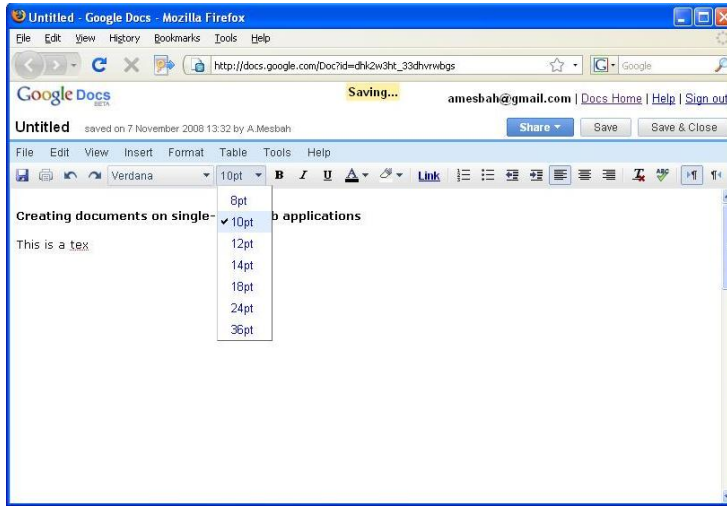 Untitled - Google Docs - Mozilla Firefox
File Edit View History Bookmarks Tools Help
http://docs.google.com/Doc?id=dhk2w3ht_33dhvrwbgs G Google
Google Docs BETA Saving... amesbah@gmail.com | Docs Home | Help | Sign out
Untitled saved on 7 November 2008 13:32 by A.Mesbah Share Save Save & Close
File Edit View Insert Format Table Tools Help
Verdana 10pt B I U A Link ABC
8pt
Creating documents on single- b applications
10pt
12pt
This is a tex
14pt
18pt
24pt
36pt